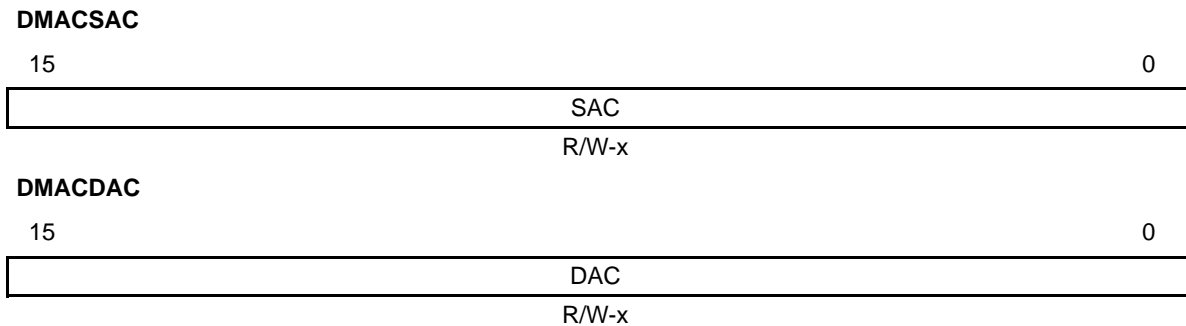 DMACSAC
15 0
SAC
R/W-x
DMACDAC
15 0
DAC
R/W-x